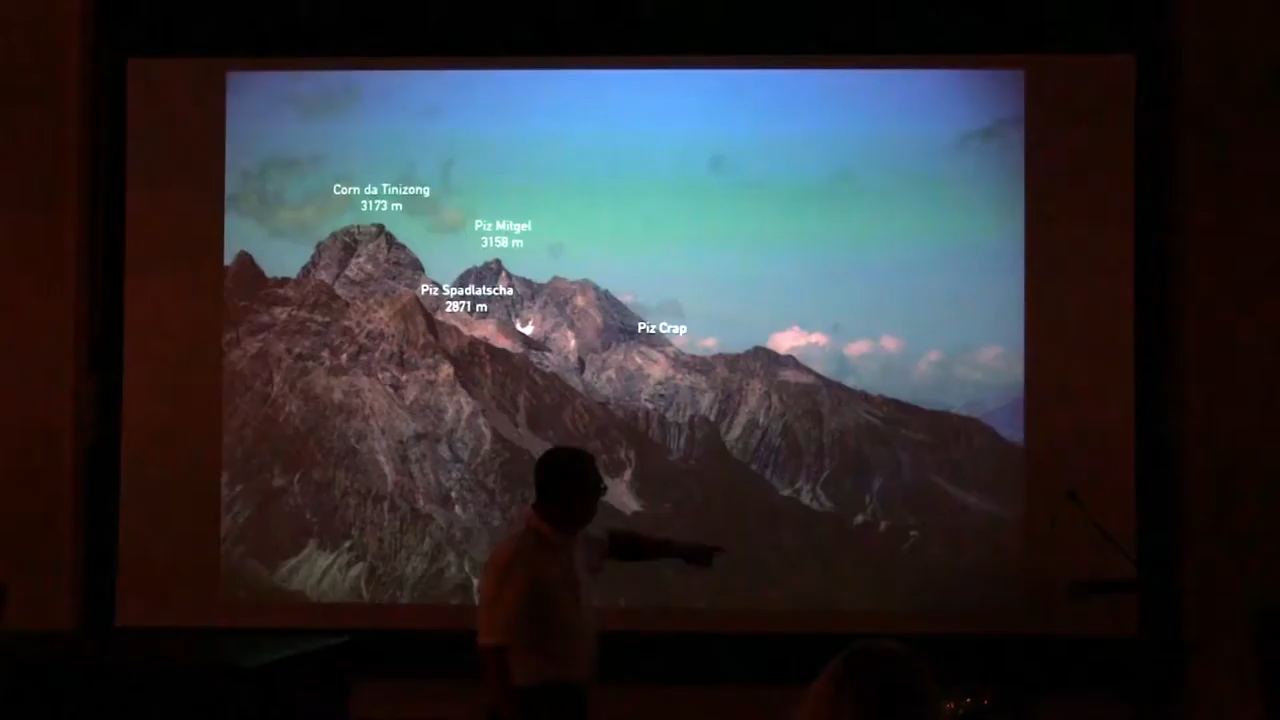 Corn da Tinizong
3173 m
Piz Mitgel
3158 m
Piz Spadlatscha
2871 m
Piz Crap